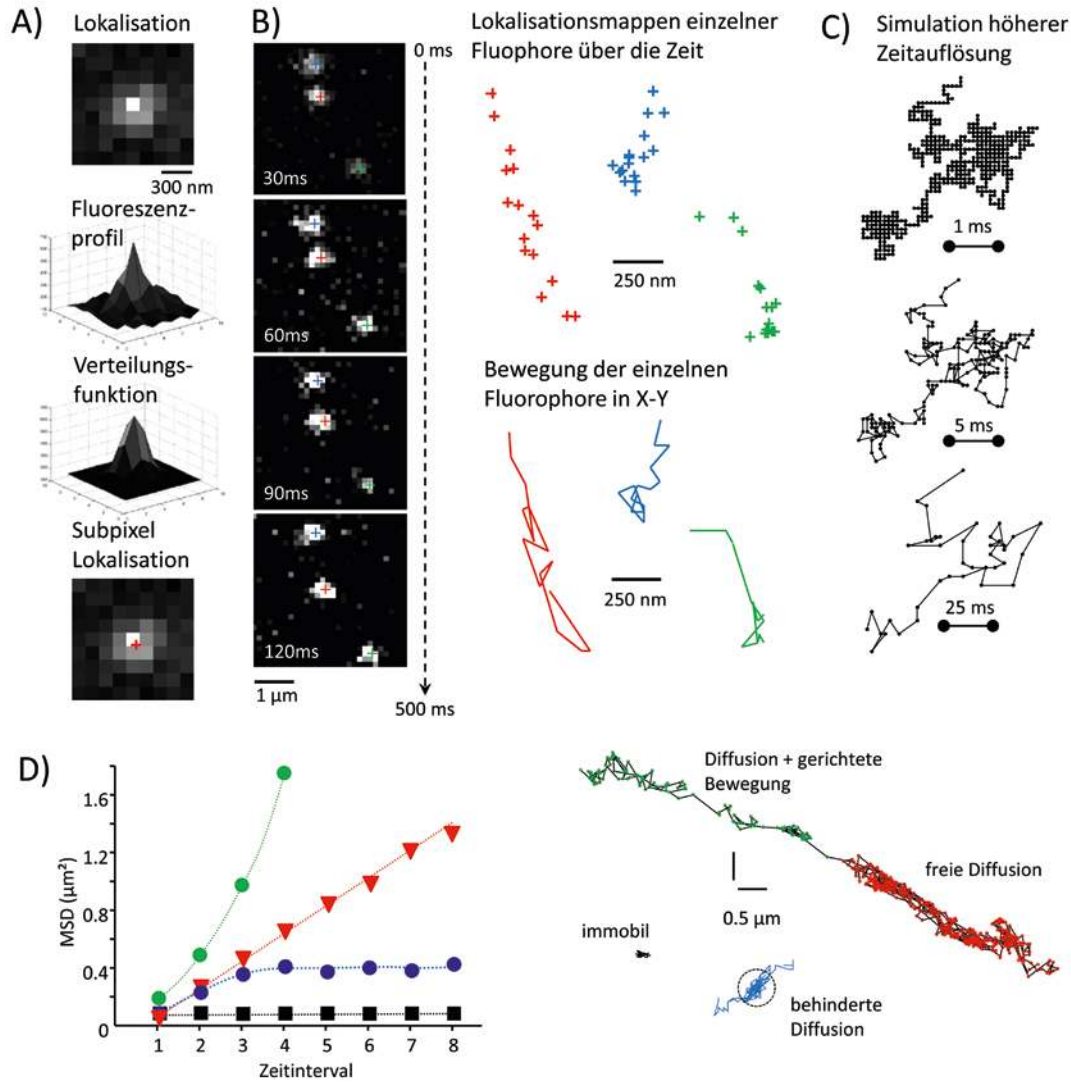 A)
Lokalisation
300 nm
Fluoreszenz-
profil
Verteilungs-
funktion
Subpixel
Lokalisation
B)
30ms
60ms
90ms
120ms
1 µm
0 ms
500 ms
Lokalisationsmappen einzelner
Fluophore über die Zeit
250 nm
Bewegung der einzelnen
Fluorophore in X-Y
250 nm
C)
Simulation höherer
Zeitauflösung
1 ms
5 ms
25 ms
D)
MSD (µm²)
1.6
1.2
0.8
0.4
0
1 2 3 4 5 6 7 8
Zeitinterval
Diffusion + gerichtete
Bewegung
freie Diffusion
0.5 µm
immobil
behinderte
Diffusion